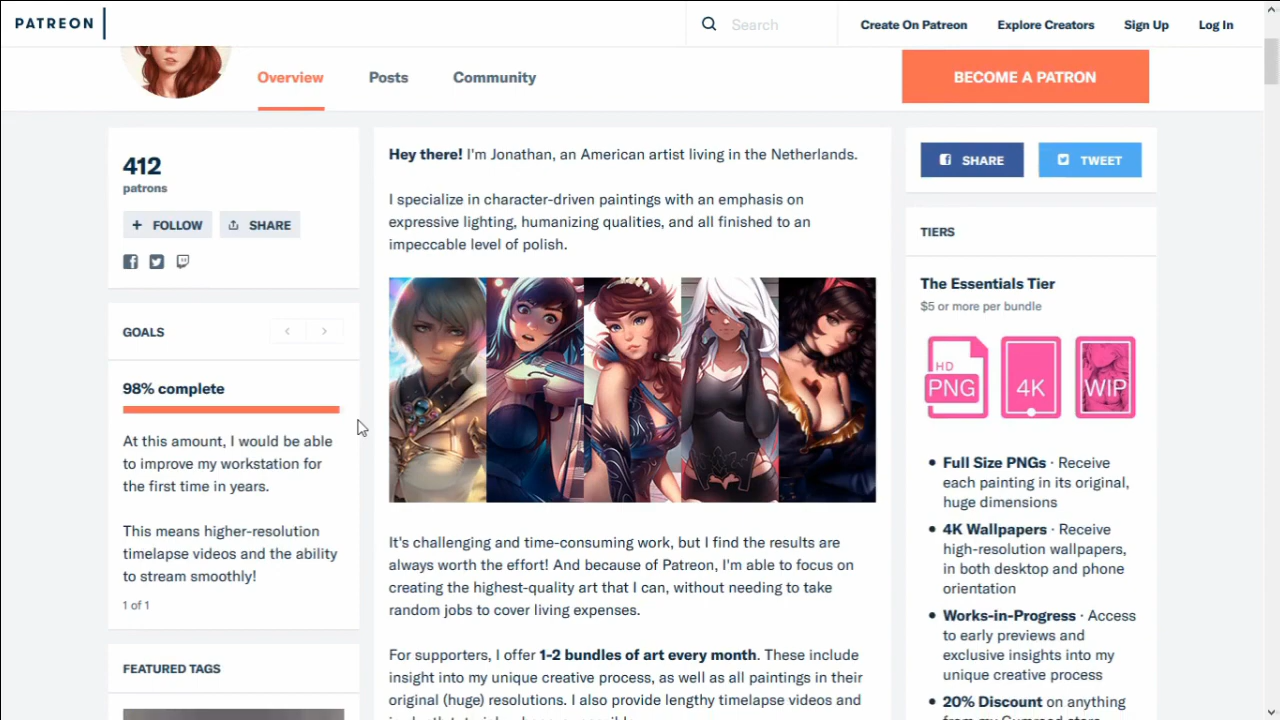 PATREON
Search
Create On Patreon
Explore Creators
Sign Up
Log In
Overview
Posts
Community
BECOME A PATRON
412
patrons
+ FOLLOW
SHARE
GOALS
98% complete
At this amount, I would be able
to improve my workstation for
the first time in years.
This means higher-resolution
timelapse videos and the ability
to stream smoothly!
1 of 1
FEATURED TAGS
Hey there! I'm Jonathan, an American artist living in the Netherlands.
I specialize in character-driven paintings with an emphasis on
expressive lighting, humanizing qualities, and all finished to an
impeccable level of polish.
It's challenging and time-consuming work, but I find the results are
always worth the effort! And because of Patreon, I'm able to focus on
creating the highest-quality art that I can, without needing to take
random jobs to cover living expenses.
For supporters, I offer 1-2 bundles of art every month. These include
insight into my unique creative process, as well as all paintings in their
original (huge) resolutions. I also provide lengthy timelapse videos and
SHARE
TWEET
TIERS
The Essentials Tier
$5 or more per bundle
HD
PNG
4K
WIP
• Full Size PNGs · Receive
each painting in its original,
huge dimensions
• 4K Wallpapers · Receive
high-resolution wallpapers,
in both desktop and phone
orientation
• Works-in-Progress · Access
to early previews and
exclusive insights into my
unique creative process
• 20% Discount on anything
from my Gumroad store